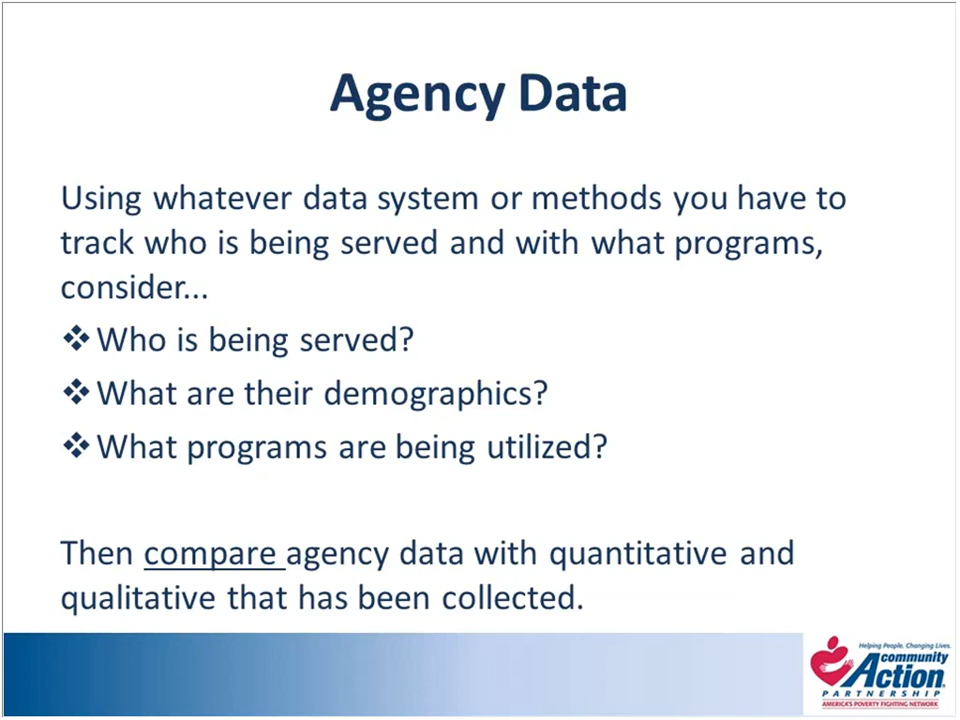 Agency Data
Using whatever data system or methods you have to
track who is being served and with what programs,
consider...
❖ Who is being served?
❖ What are their demographics?
❖ What programs are being utilized?
Then compare agency data with quantitative and
qualitative that has been collected.
Helping People. Changing Lives.
community
Action
PARTNERSHIP
AMERICA'S POVERTY FIGHTING NETWORK